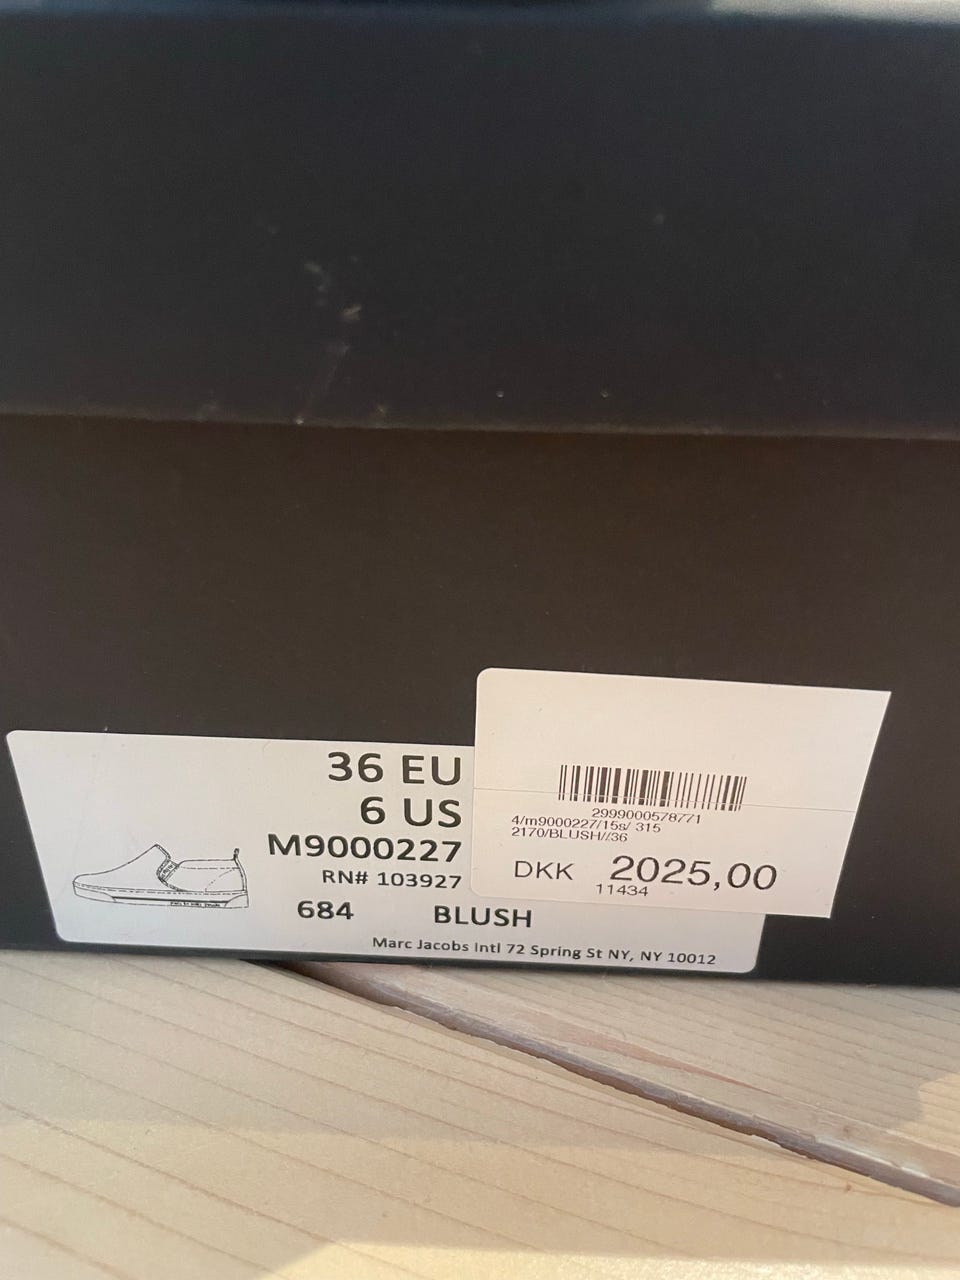 36 EU
6 US
M9000227
RN# 103927
684 BLUSH
Marc Jacobs Intl 72 Spring St NY, NY 10012
2999000578771
4/m9000227/15s/ 315
2170/BLUSH//36
DKK 2025,00
11434